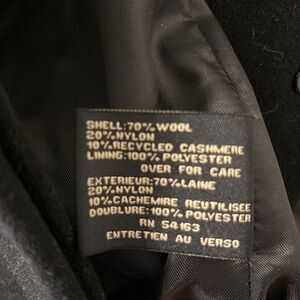 SHELL:70%WOOL
20%NYLON
10%RECYCLED CASHMERE
LINING:100% POLYESTER
OVER FOR CARE
EXTERIEUR:70%LAINE
20%NYLON
10%CACHEMIRE REUTILISEE
DOUBLURE:100% POLYESTER
RN 54163
ENTRETIEN AU VERSO